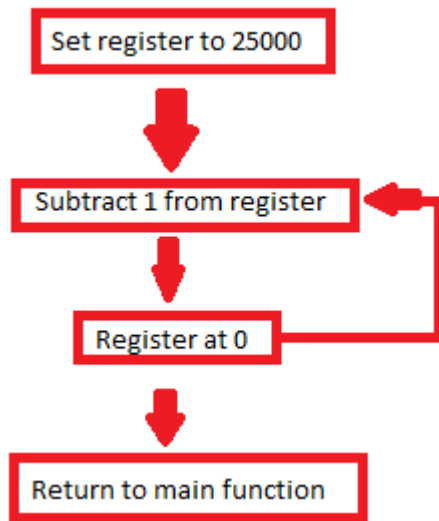 Set register to 25000
Subtract 1 from register
Register at 0
Return to main function